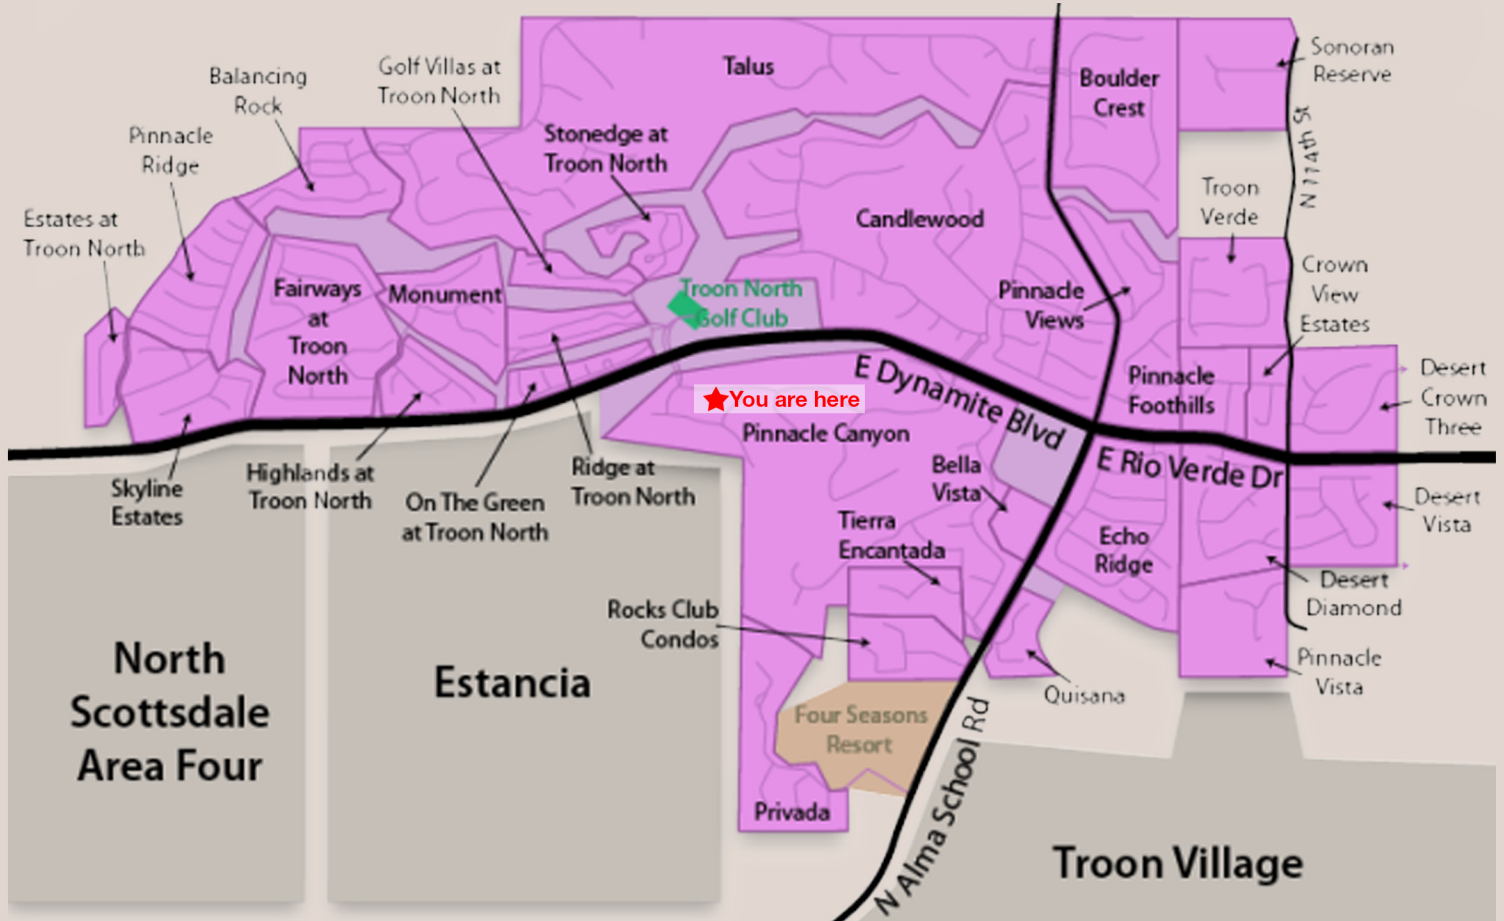 Talus
Boulder
Crest
Sonoran
Reserve
Golf Villas at
Troon North
Balancing
Rock
Stonedge at
Troon North
Pinnacle
Ridge
N 114th St
Troon
Verde
Estates at
Troon North
Candlewood
Crown
View
Estates
Fairways
at
Troon
North
Monument
Troon North
Golf Club
Pinnacle
Views
E Dynamite Blvd
Pinnacle
Foothills
Desert
Crown
Three
You are here
Pinnacle Canyon
E Rio Verde Dr
Bella
Vista
Skyline
Estates
Highlands at
Troon North
On The Green
at Troon North
Ridge at
Troon North
Desert
Vista
Tierra
Encantada
Echo
Ridge
Desert
Diamond
Rocks Club
Condos
Pinnacle
Vista
Quisana
North
Scottsdale
Area Four
Estancia
Four Seasons
Resort
N Alma School Rd
Privada
Troon Village